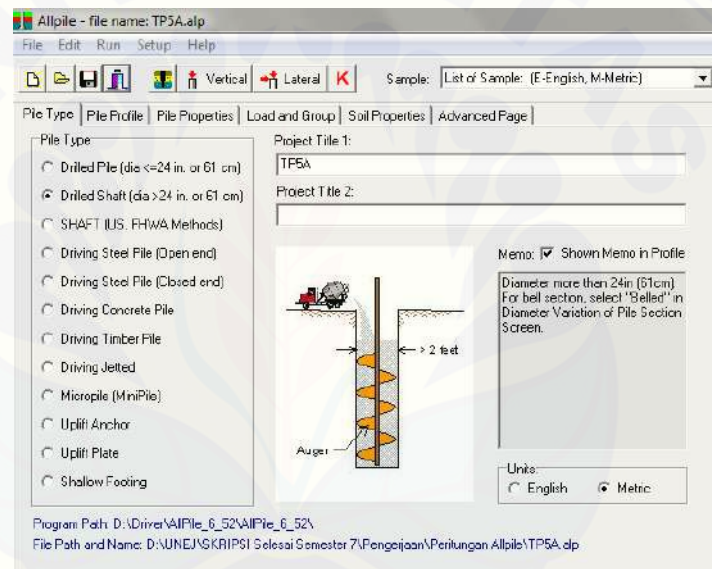 Allpile - file name: TP5A.alp
File Edit Run Setup Help
Vertical Lateral K Sample: List of Sample: (E-English, M-Metric)
Pile Type Pile Profile Pile Properties Load and Group Soil Properties Advanced Page
Pile Type
Drilled Pile (dia <=24 in. or 61 cm)
Drilled Shaft (dia >24 in. or 61 cm)
SHAFT (US. FHWA Methods)
Driving Steel Pile (Open end)
Driving Steel Pile (Closed end)
Driving Concrete Pile
Driving Timber Pile
Driving Jetted
Micropile (MiniPile)
Uplift Anchor
Uplift Plate
Shallow Footing
Project Title 1:
TP5A
Project Title 2:
> 2 feet
Auger
Memo: Shown Memo in Profile
Diameter more than 24in (61cm)
For bell section, select "Belled" in
Diameter Variation of Pile Section
Screen.
Units:
English Metric
Program Path: D:\Driver\AllPile_6_52\AllPile_6_52\
File Path and Name: D:\UNEJ\SKRIPSI Selesai Semester 7\Pengerjaan\Peritungan Allpile\TP5A.alp